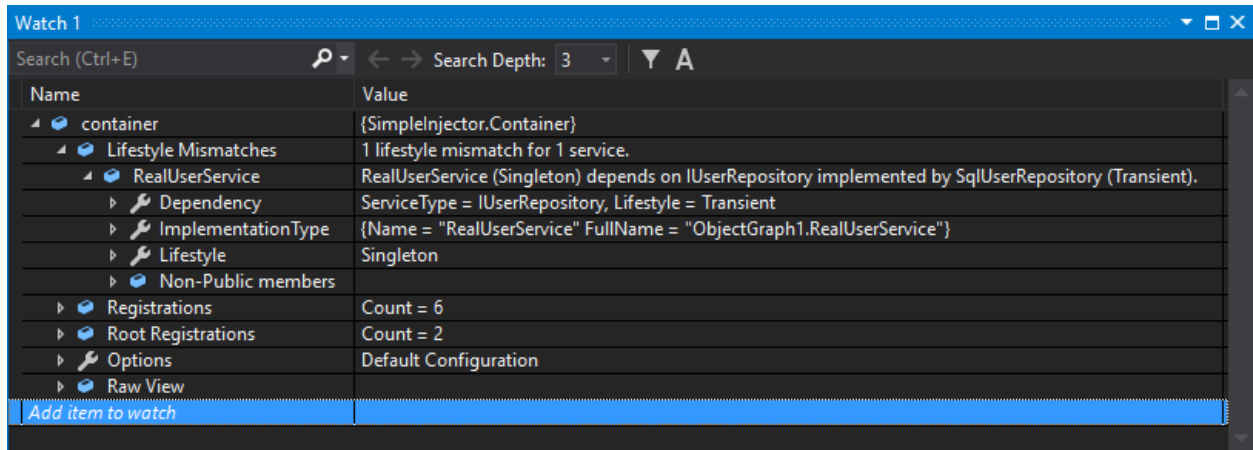 Watch 1
Search (Ctrl+E) Search Depth: 3 A
Name Value
container {SimpleInjector.Container}
Lifestyle Mismatches 1 lifestyle mismatch for 1 service.
RealUserService RealUserService (Singleton) depends on IUserRepository implemented by SqlUserRepository (Transient).
Dependency ServiceType = IUserRepository, Lifestyle = Transient
ImplementationType {Name = "RealUserService" FullName = "ObjectGraph1.RealUserService"}
Lifestyle Singleton
Non-Public members
Registrations Count = 6
Root Registrations Count = 2
Options Default Configuration
Raw View
Add item to watch